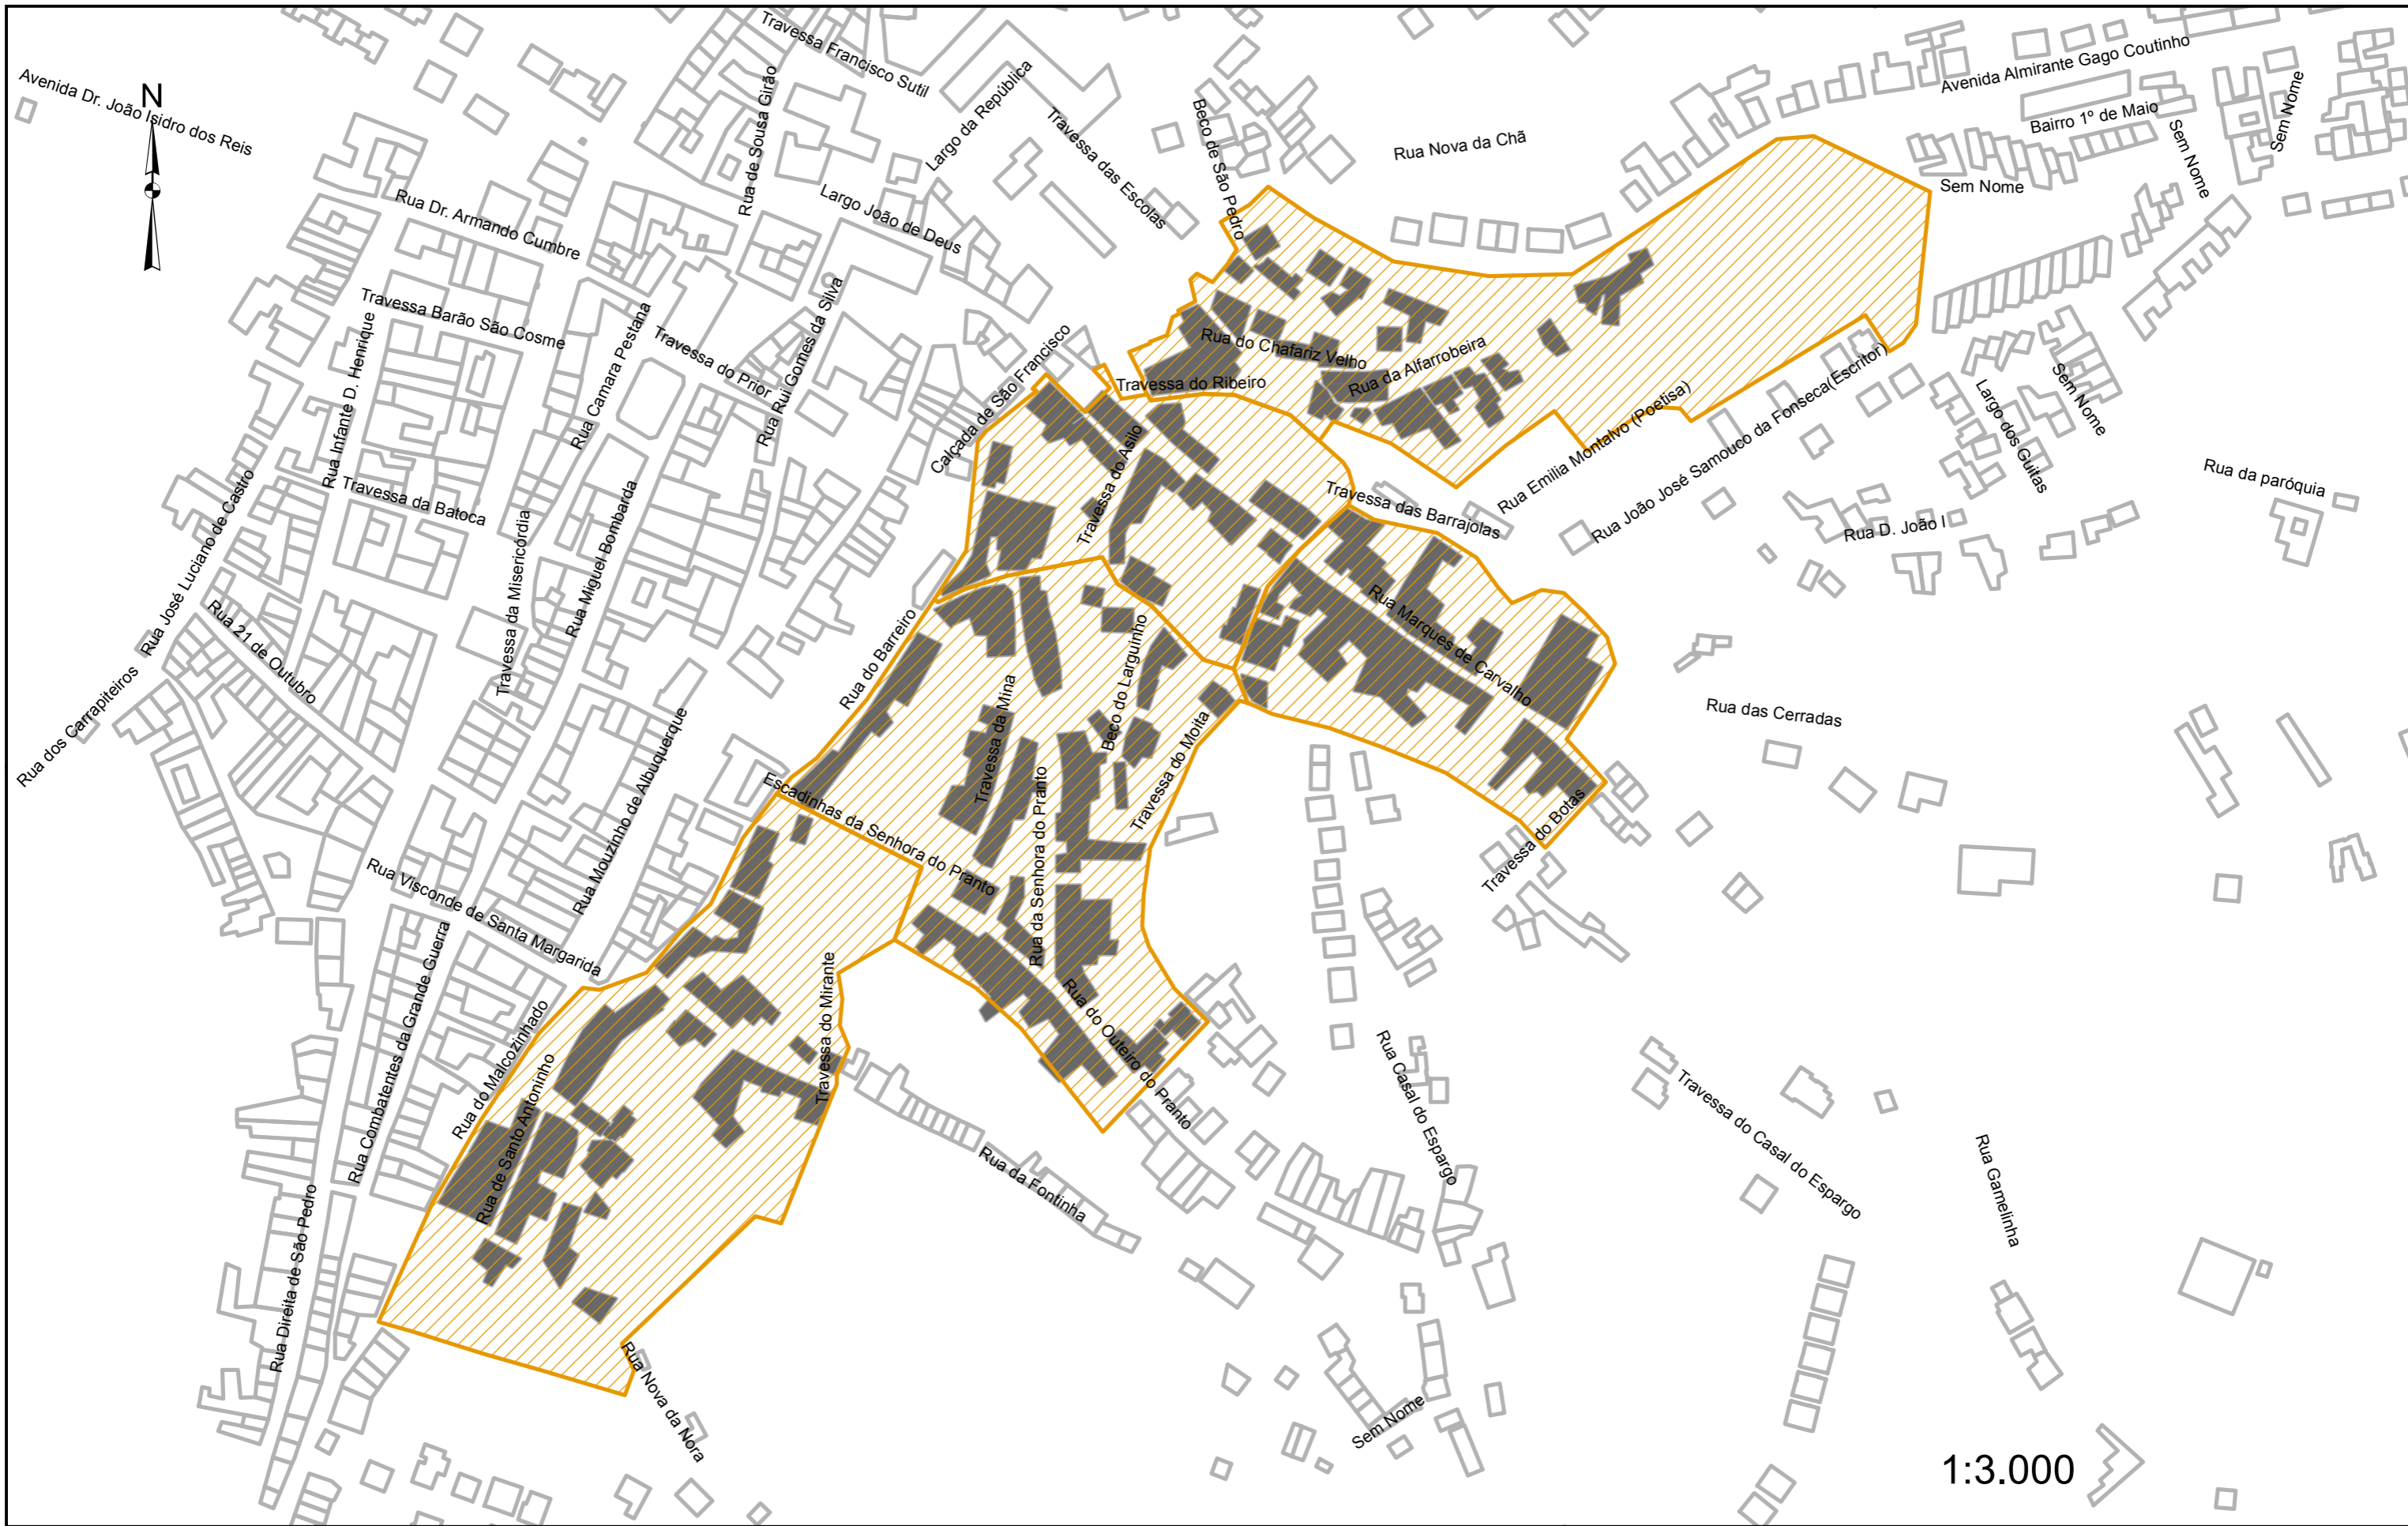 Travessa Francisco Sutil
Avenida Almirante Gago Coutinho
Avenida Dr. João Isidro dos Reis
N
Rua de Sousa Girão
Largo da República
Travessa das Escolas
Beco de São Pedro
Rua Nova da Chã
Bairro 1º de Maio
Sem Nome
Sem Nome
Sem Nome
Rua Dr. Armando Cumbre
Largo João de Deus
Travessa Barão São Cosme
Rua Infante D. Henrique
Rua Camara Pestana
Travessa do Prior
Rua Rui Gomes da Silva
Calçada de São Francisco
Rua do Chafariz Velho
Travessa do Ribeiro
Rua da Alfarrobeira
Rua Emilia Montalvo (Poetisa)
Rua João José Samouco da Fonseca(Escritor)
Largo dos Guitas
Sem Nome
Rua da paróquia
Rua D. João I
Travessa da Batoca
Rua José Luciano de Castro
Travessa da Misericórdia
Rua Miguel Bombarda
Travessa do Asilo
Travessa das Barrajolas
Rua 21 de Outubro
Rua dos Carrapiteiros
Rua do Barreiro
Rua Marques de Carvalho
Beco do Larguinho
Travessa da Mina
Travessa do Moita
Rua das Cerradas
Rua Mouzinho de Albuquerque
Escadinhas da Senhora do Pranto
Rua da Senhora do Pranto
Travessa do Botas
Rua Visconde de Santa Margarida
Rua Combatentes da Grande Guerra
Rua do Malcozinhado
Rua de Santo Antoninho
Travessa do Mirante
Rua do Outeiro do Pranto
Rua Casal do Espargo
Travessa do Casal do Espargo
Rua Gamelinha
Rua da Fontinha
Rua Direita de São Pedro
Rua Nova da Nora
Sem Nome
1:3.000